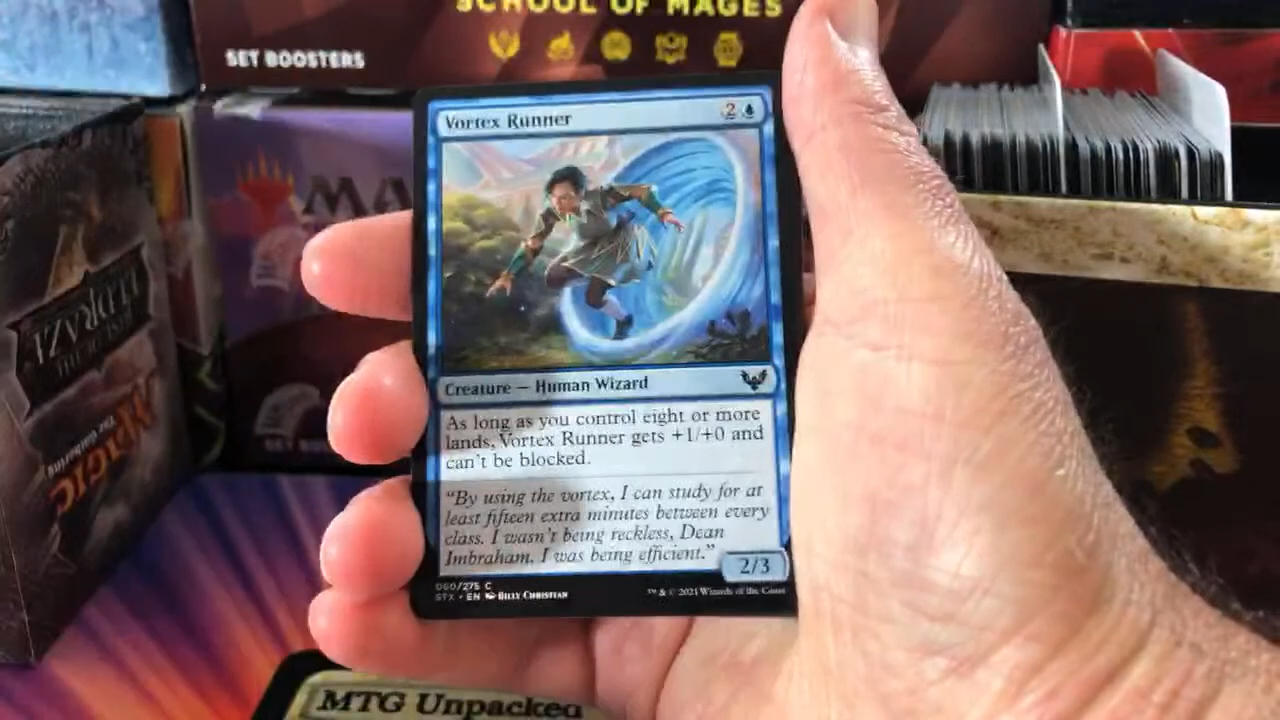 SCHOOL OF MAGES
SET BOOSTERS
MA
Vortex Runner
2
Creature — Human Wizard
As long as you control eight or more
lands, Vortex Runner gets +1/+0 and
can't be blocked.
"By using the vortex, I can study for at
least fifteen extra minutes between every
class. I wasn't being reckless, Dean
Imbraham. I was being efficient."
2/3
060/275 C
STX • EN Billy Christian
™ & © 2021 Wizards of the Coast
MAGIC
The Gathering
MTG Unpacked